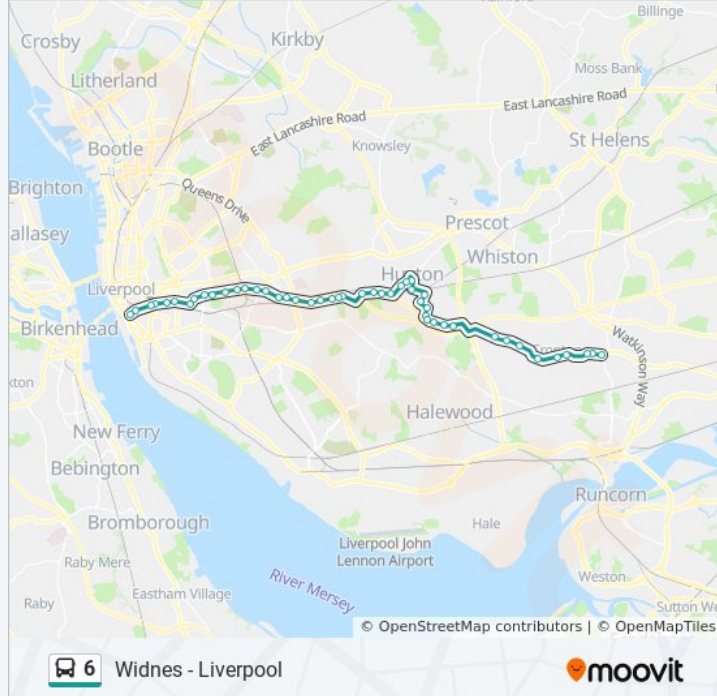 Crosby
Kirkby
Billinge
Litherland
Moss Bank
East Lancashire Road
East Lancashire Road
St Helens
Bootle
Knowsley
Brighton
Queens Drive
Prescot
allasey
Whiston
Liverpool
Birkenhead
Watkinson Way
xton
Halewood
New Ferry
Bebington
Runcorn
Bromborough
Hale
Liverpool John
Lennon Airport
Raby Mere
Weston
River Mersey
Eastham Village
Raby
Sutton We
© OpenStreetMap contributors | © OpenMapTiles
6 Widnes - Liverpool
moovit